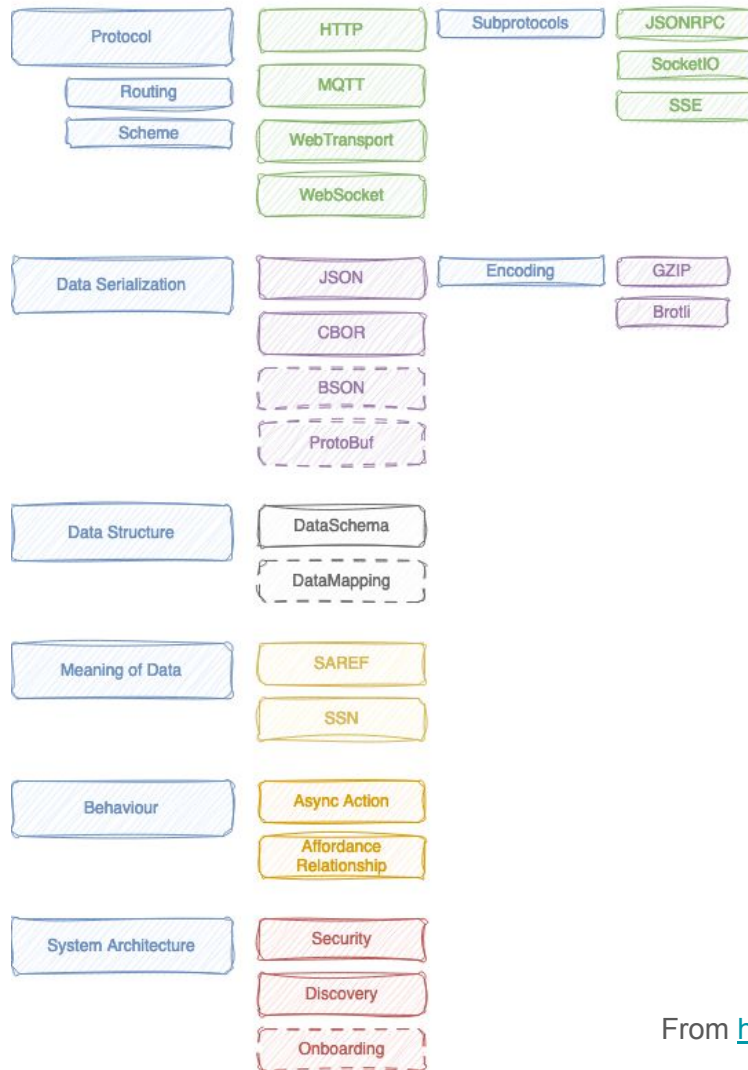 Protocol
HTTP
Subprotocols
JSONRPC
Routing
MQTT
SocketIO
Scheme
WebTransport
SSE
WebSocket
Data Serialization
JSON
Encoding
GZIP
CBOR
Brotli
BSON
ProtoBuf
Data Structure
DataSchema
DataMapping
Meaning of Data
SAREF
SSN
Behaviour
Async Action
Affordance
Relationship
System Architecture
Security
Discovery
Onboarding
From h